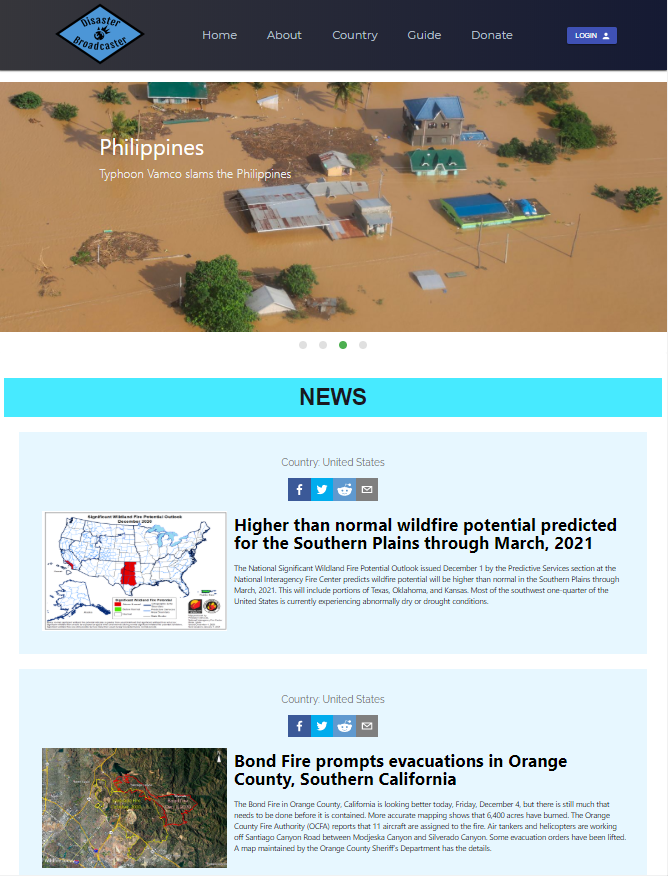 Disaster
Broadcaster
Home
About
Country
Guide
Donate
LOGIN
Philippines
Typhoon Vamco slams the Philippines
NEWS
Country: United States
Significant Wildland Fire Potential Outlook
December 2020
Higher than normal wildfire potential predicted
for the Southern Plains through March, 2021
The National Significant Wildland Fire Potential Outlook issued December 1 by the Predictive Services section at the
National Interagency Fire Center predicts wildfire potential will be higher than normal in the Southern Plains through
March, 2021. This will include portions of Texas, Oklahoma, and Kansas. Most of the southwest one-quarter of the
United States is currently experiencing abnormally dry or drought conditions.
Country: United States
Bond Fire prompts evacuations in Orange
County, Southern California
The Bond Fire in Orange County, California is looking better today, Friday, December 4, but there is still much that
needs to be done before it is contained. More accurate mapping shows that 6,400 acres have burned. The Orange
County Fire Authority (OCFA) reports that 11 aircraft are assigned to the fire. Air tankers and helicopters are working
off Santiago Canyon Road between Modjeska Canyon and Silverado Canyon. Some evacuation orders have been lifted.
A map maintained by the Orange County Sheriff's Department has the details.